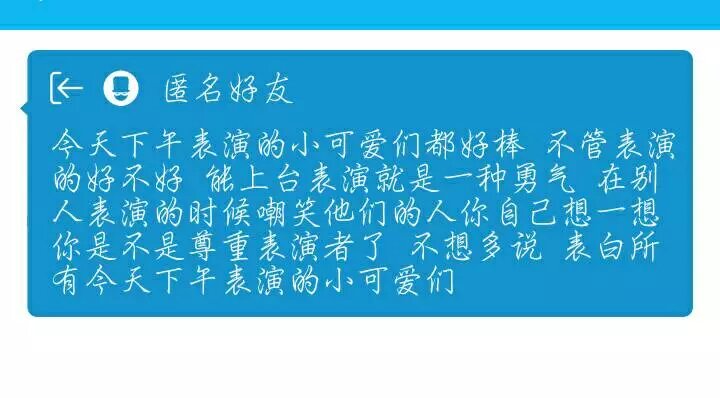 匿名好友
今天下午表演的小可爱们都好棒 不管表演
的好不好 能上台表演就是一种勇气 在别
人表演的时候嘲笑他们的人你自己想一想
你是不是尊重表演者了 不想多说 表白所
有今天下午表演的小可爱们